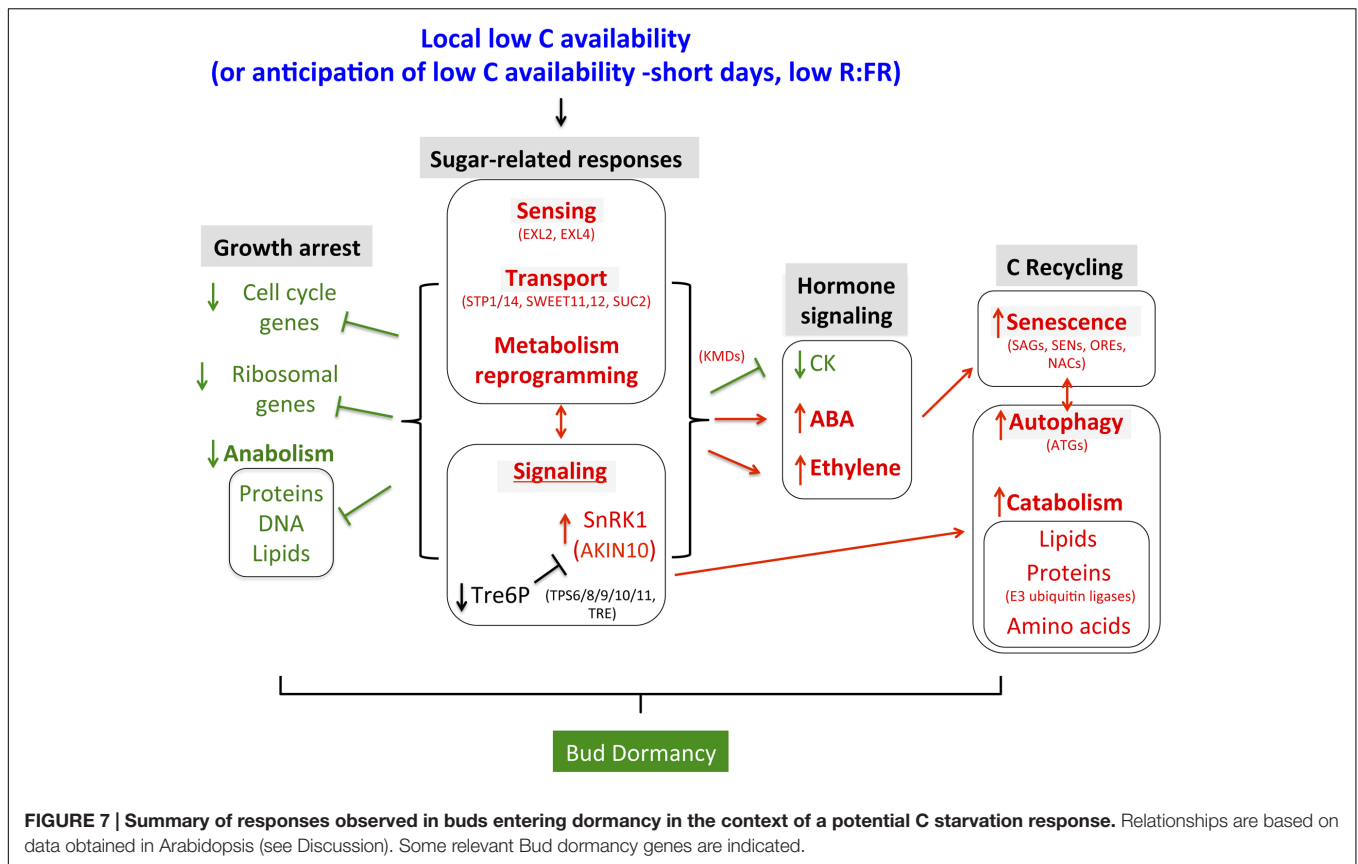 Local low C availability
(or anticipation of low C availability -short days, low R:FR)
Sugar-related responses
Sensing
(EXL2, EXL4)
Transport
(STP1/14, SWEET11,12, SUC2)
Metabolism
reprogramming
Signaling
SnRK1
(AKIN10)
Tre6P
(TPS6/8/9/10/11,
TRE)
Growth arrest
Cell cycle
genes
Ribosomal
genes
Anabolism
Proteins
DNA
Lipids
(KMDs)
Hormone
signaling
CK
ABA
Ethylene
C Recycling
Senescence
(SAGs, SENs, OREs,
NACs)
Autophagy
(ATGs)
Catabolism
Lipids
Proteins
(E3 ubiquitin ligases)
Amino acids
Bud Dormancy
FIGURE 7 | Summary of responses observed in buds entering dormancy in the context of a potential C starvation response. Relationships are based on
data obtained in Arabidopsis (see Discussion). Some relevant Bud dormancy genes are indicated.